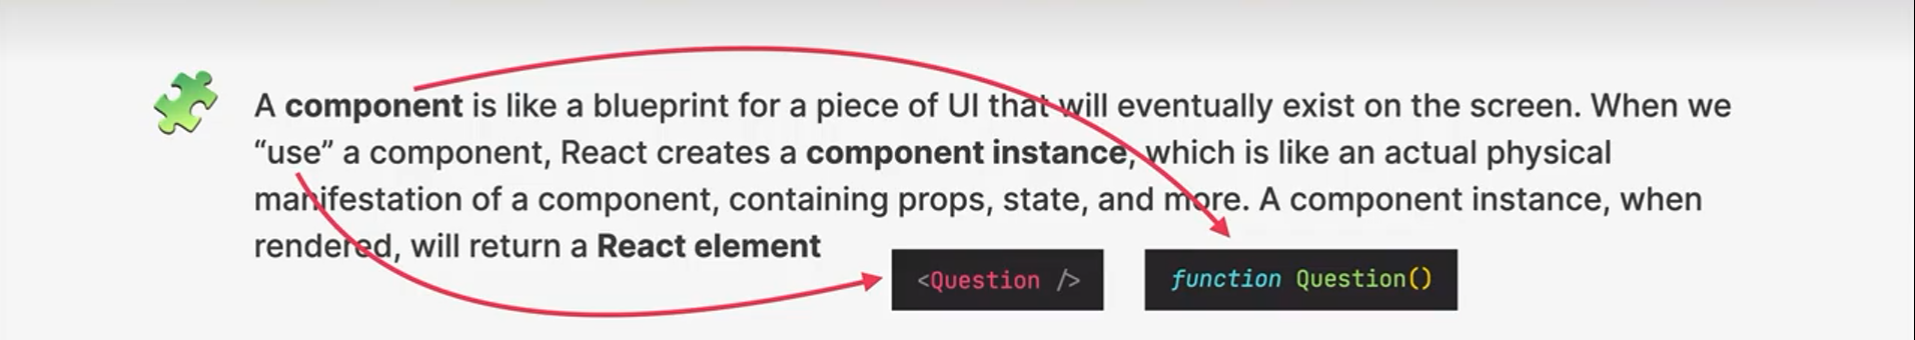 A component is like a blueprint for a piece of UI that will eventually exist on the screen. When we
“use” a component, React creates a component instance, which is like an actual physical
manifestation of a component, containing props, state, and more. A component instance, when
rendered, will return a React element
<Question />
function Question()